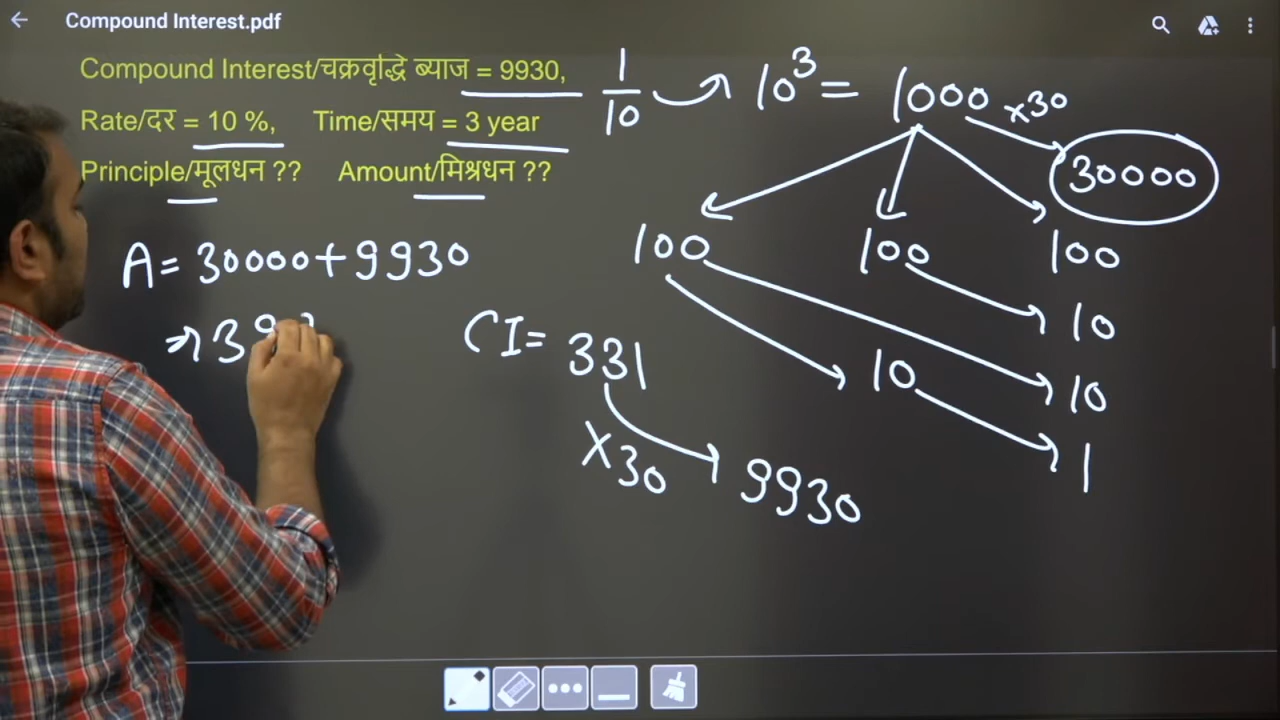 Compound Interest.pdf
Compound Interest/चक्रवृद्धि ब्याज = 9930,
Rate/दर = 10 %, Time/समय = 3 year
Principle/मूलधन ?? Amount/मिश्रधन ??
1/10 10³ = 1000 ×30
30000
100 100 100
10
10 10
1
A = 30000 + 9930
⇒ 39
CI = 331
×30 9930